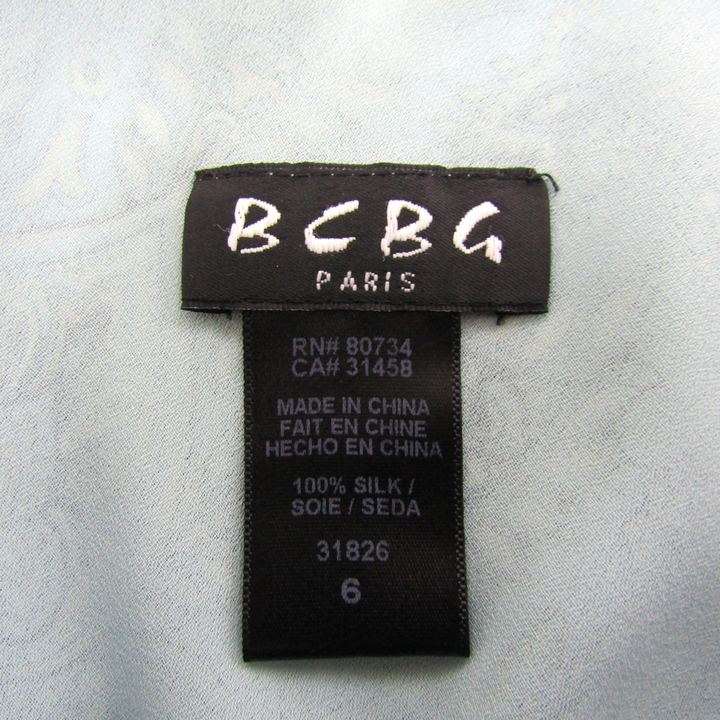 BCBG
PARIS
RN# 80734
CA# 31458
MADE IN CHINA
FAIT EN CHINE
HECHO EN CHINA
100% SILK /
SOIE / SEDA
31826
6